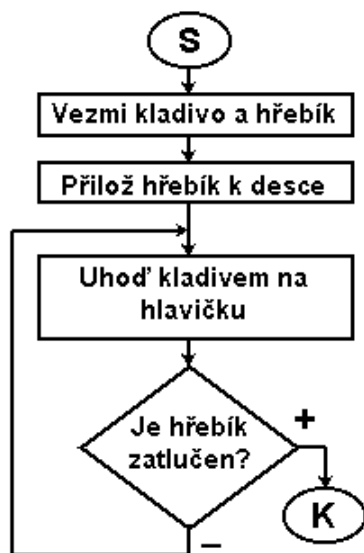 S
Vezmi kladivo a hřebík
Přilož hřebík k desce
Uhoď kladivem na
hlavičku
Je hřebík
zatlučen?
+
K
–